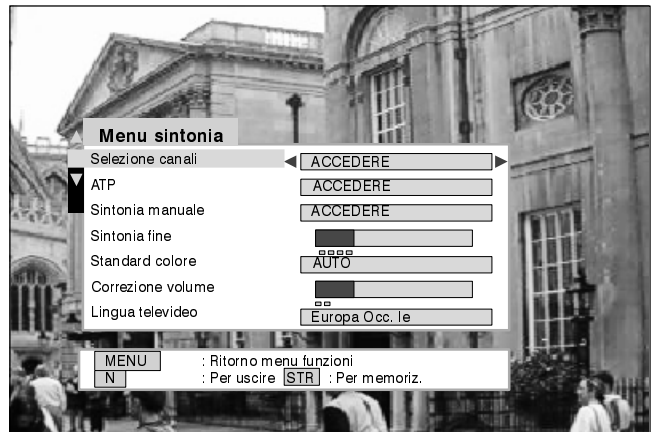 Menu sintonia
Selezione canali ACCEDERE
ATP ACCEDERE
Sintonia manuale ACCEDERE
Sintonia fine
Standard colore AUTO
Correzione volume
Lingua televideo Europa Occ. le
MENU : Ritorno menu funzioni
N : Per uscire STR : Per memoriz.